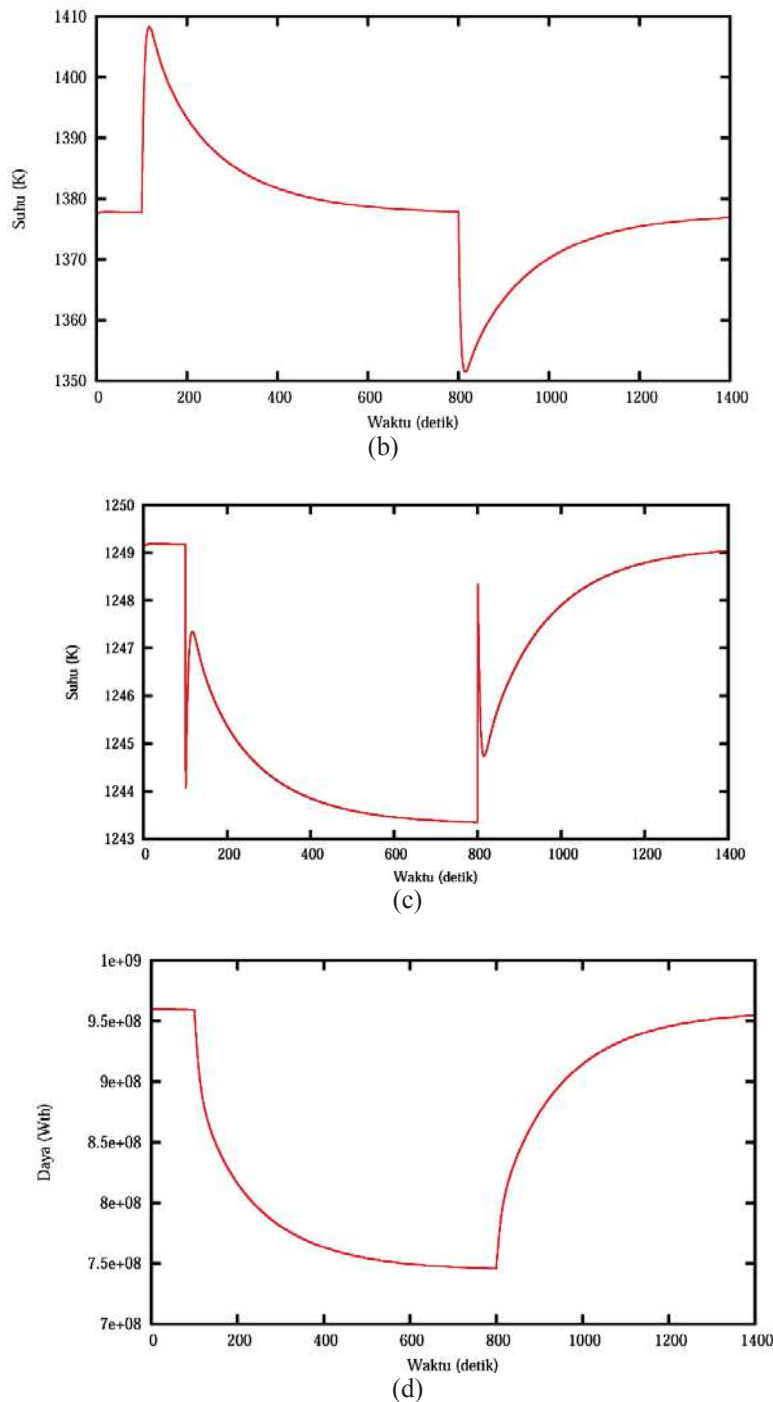 1410
1400
1390
1380
1370
1360
1350
Suhu (K)
0 200 400 600 800 1000 1200 1400
Waktu (detik)
(b)
1250
1249
1248
1247
1246
1245
1244
1243
Suhu (K)
0 200 400 600 800 1000 1200 1400
Waktu (detik)
(c)
1e+09
9.5e+08
9e+08
8.5e+08
8e+08
7.5e+08
7e+08
Daya (Wth)
0 200 400 600 800 1000 1200 1400
Waktu (detik)
(d)